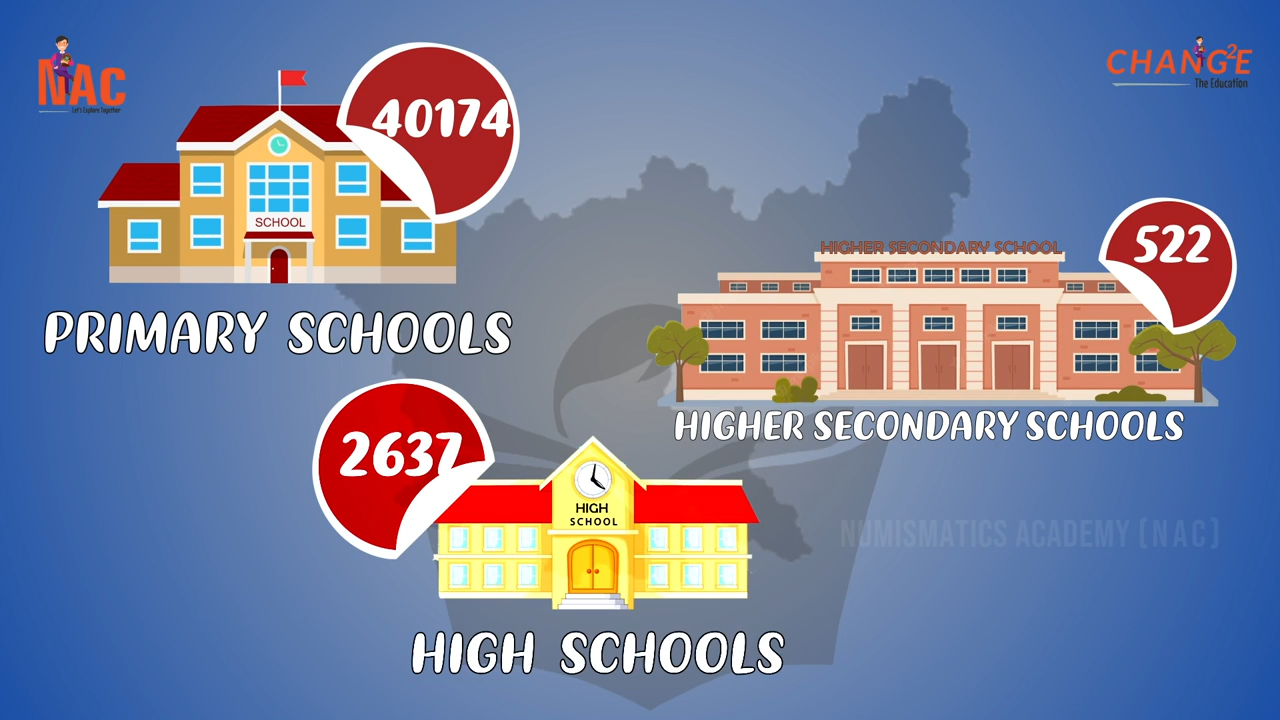 NAC
Let's Explore Together
CHANG2E
The Education
40174
SCHOOL
PRIMARY SCHOOLS
522
HIGHER SECONDARY SCHOOL
HIGHER SECONDARY SCHOOLS
2637
HIGH
SCHOOL
HIGH SCHOOLS
NUMISMATICS ACADEMY (NAC)